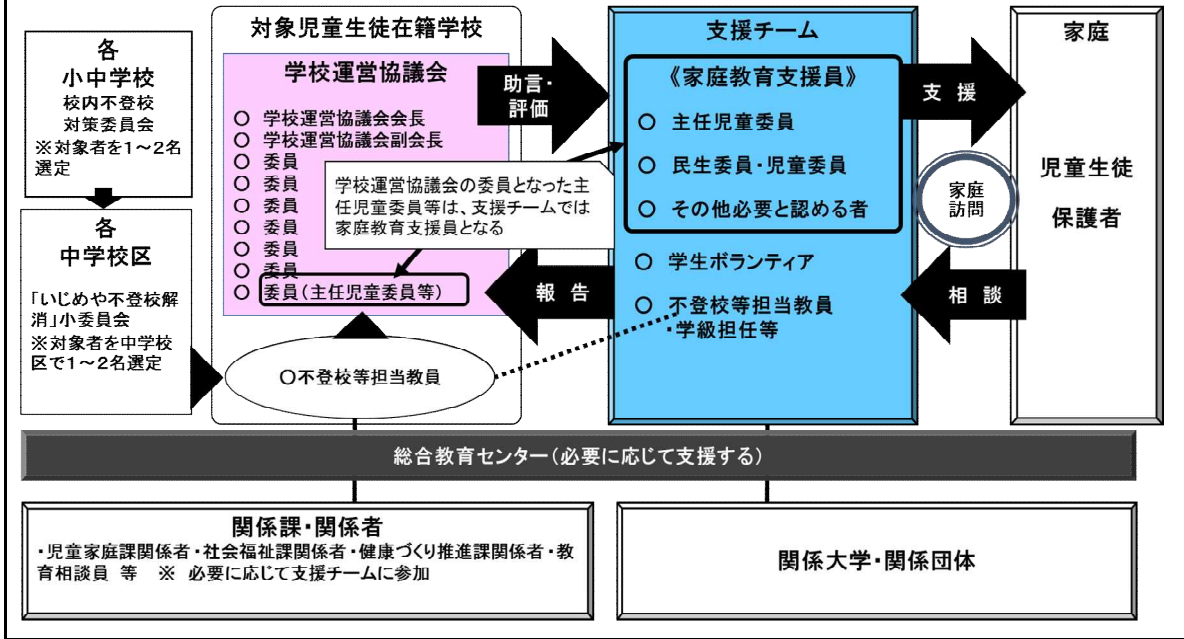 各
小中学校
校内不登校
対策委員会
※対象者を1～2名
選定
各
中学校区
「いじめや不登校解
消」小委員会
※対象者を中学校
区で1～2名選定
対象児童生徒在籍学校
学校運営協議会
○ 学校運営協議会会長
○ 学校運営協議会副会長
○ 委員
○ 委員
○ 委員
○ 委員
○ 委員
○ 委員
○ 委員(主任児童委員等)
学校運営協議会の委員となった主
任児童委員等は、支援チームでは
家庭教育支援員となる
〇不登校等担当教員
助言・
評価
報 告
支援チーム
《家庭教育支援員》
○ 主任児童委員
○ 民生委員・児童委員
○ その他必要と認める者
○ 学生ボランティア
○ 不登校等担当教員
・学級担任等
支 援
家庭
訪問
相 談
家庭
児童生徒
保護者
総合教育センター(必要に応じて支援する)
関係課・関係者
・児童家庭課関係者・社会福祉課関係者・健康づくり推進課関係者・教
育相談員 等 ※ 必要に応じて支援チームに参加
関係大学・関係団体